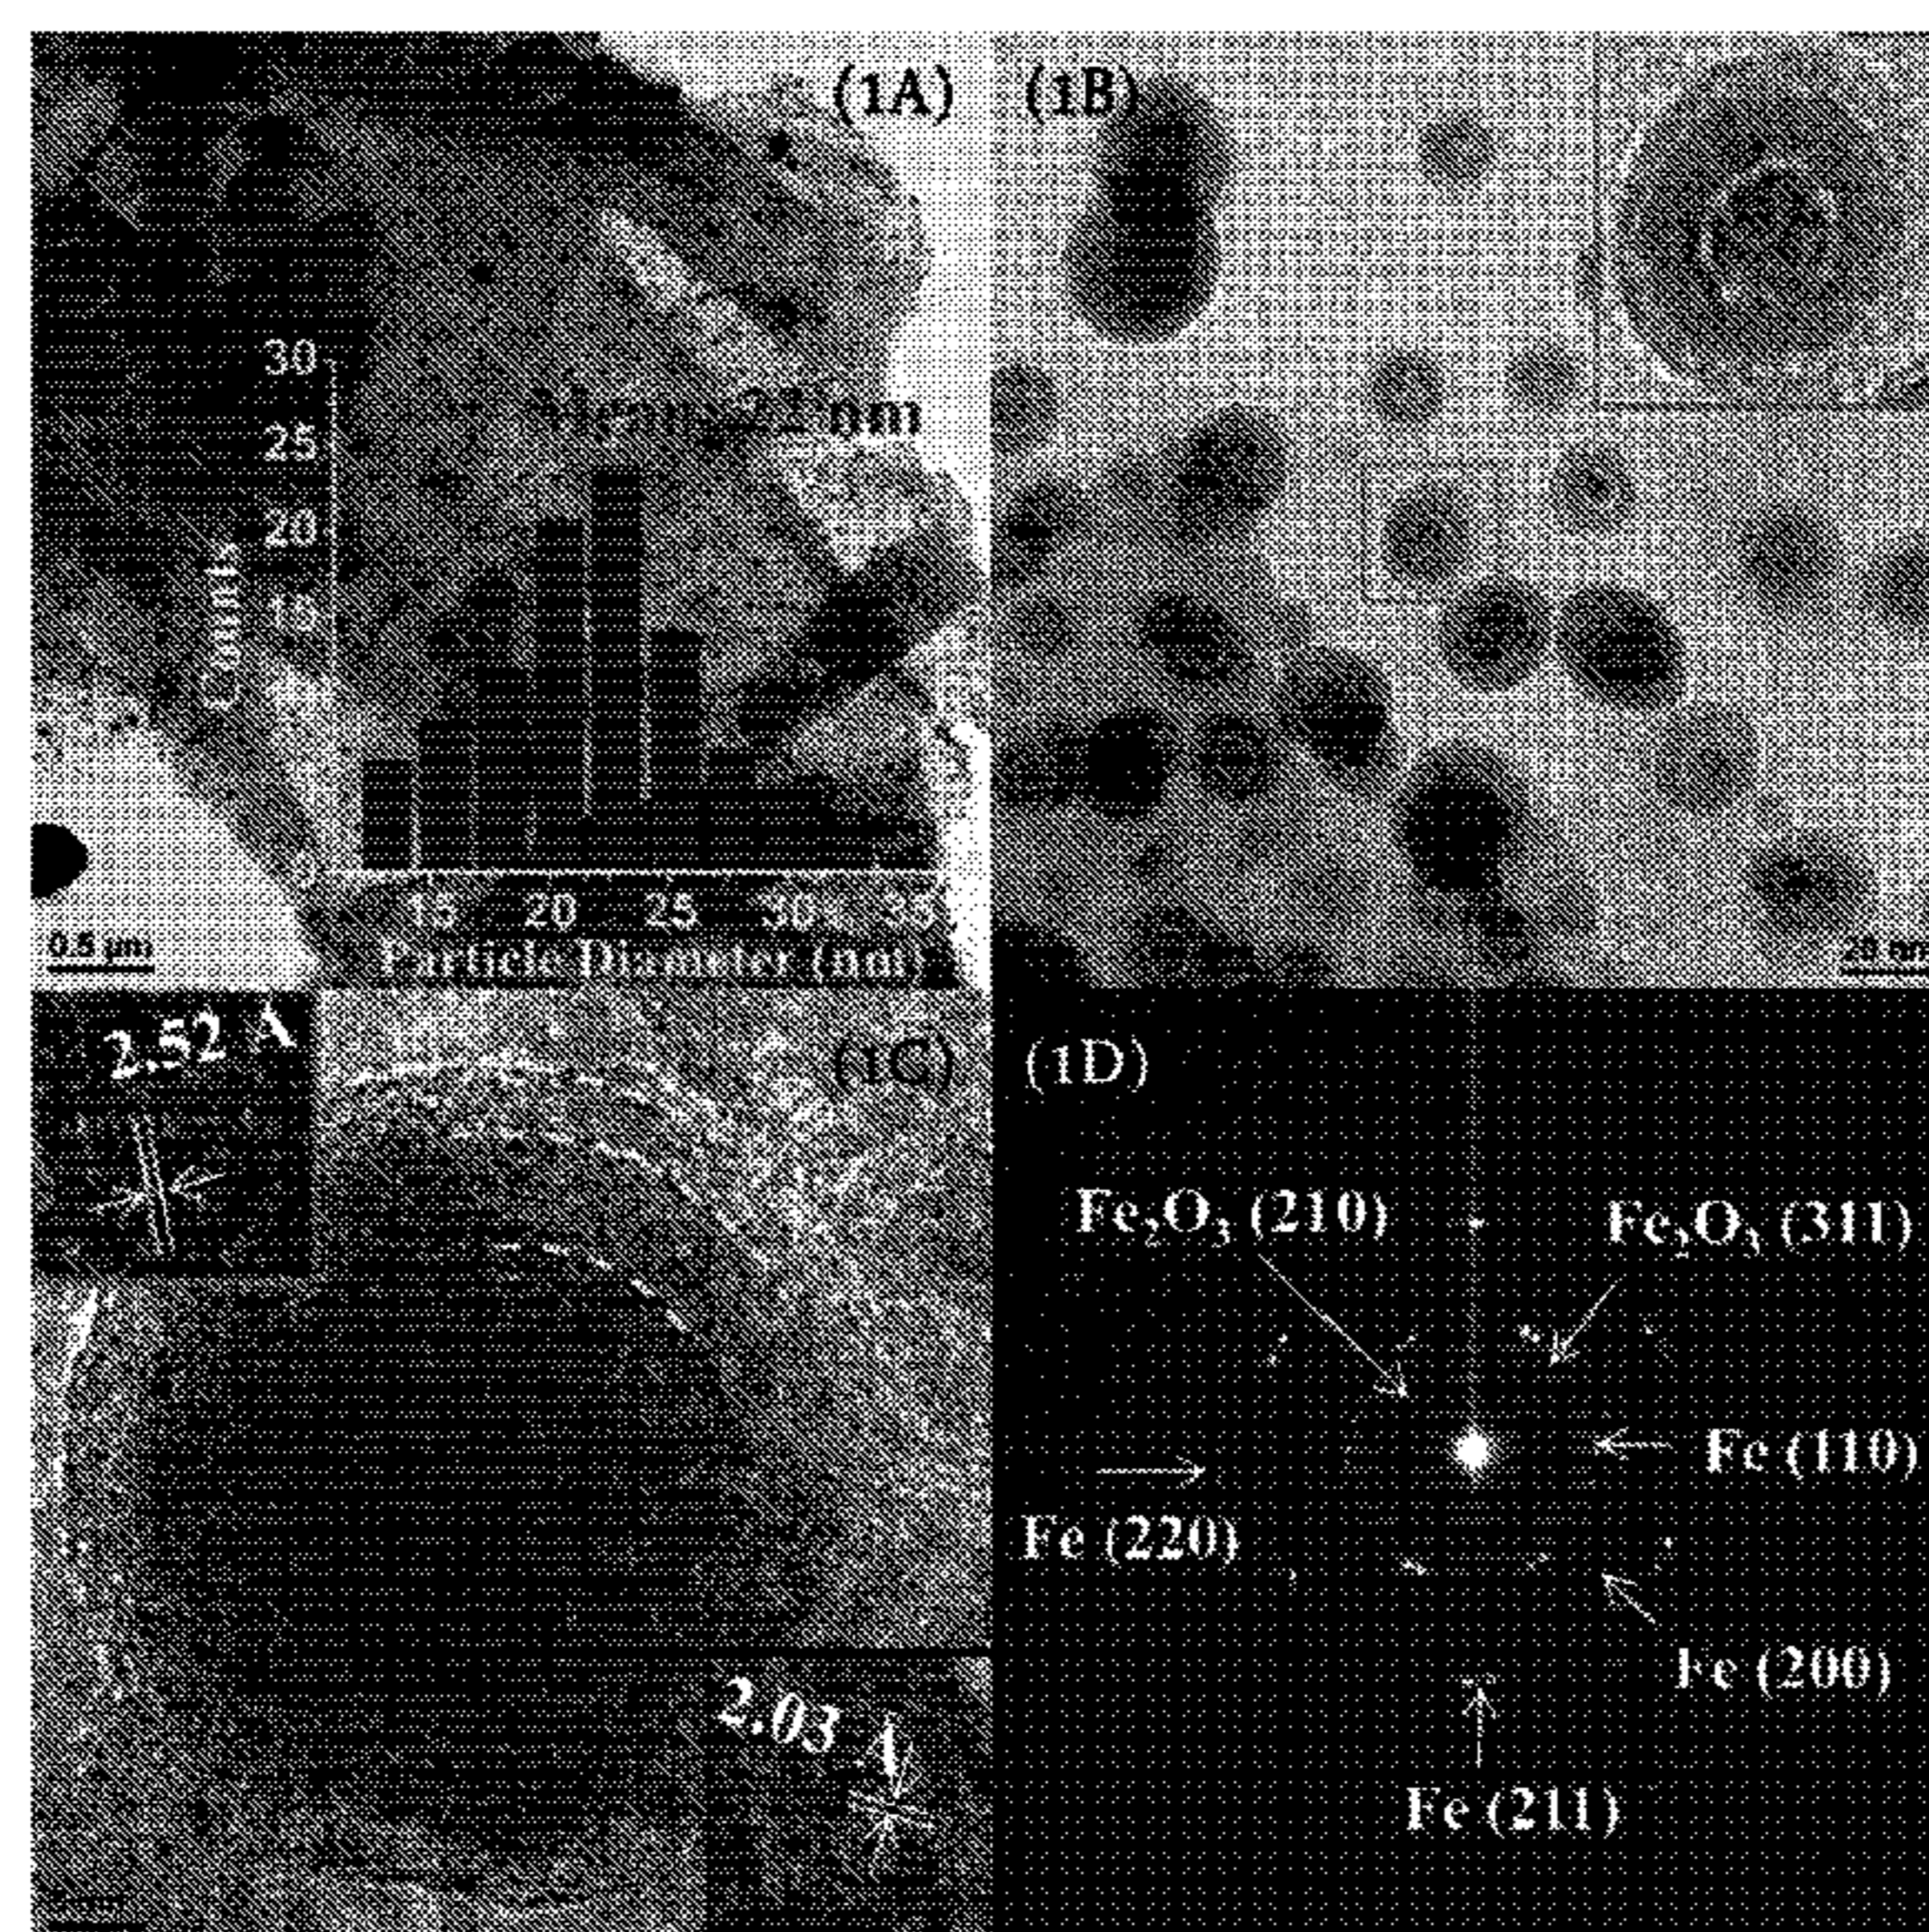 (1A)
30
25
20
15
Counts
Mean 22 nm
15 20 25 30 35
Particle Diameter (nm)
0.5 µm
(1B)
20 nm
2.52 A
(1C)
2.03 A
(1D)
Fe₂O₃ (210)
Fe₂O₃ (311)
Fe (110)
Fe (220)
Fe (200)
Fe (211)